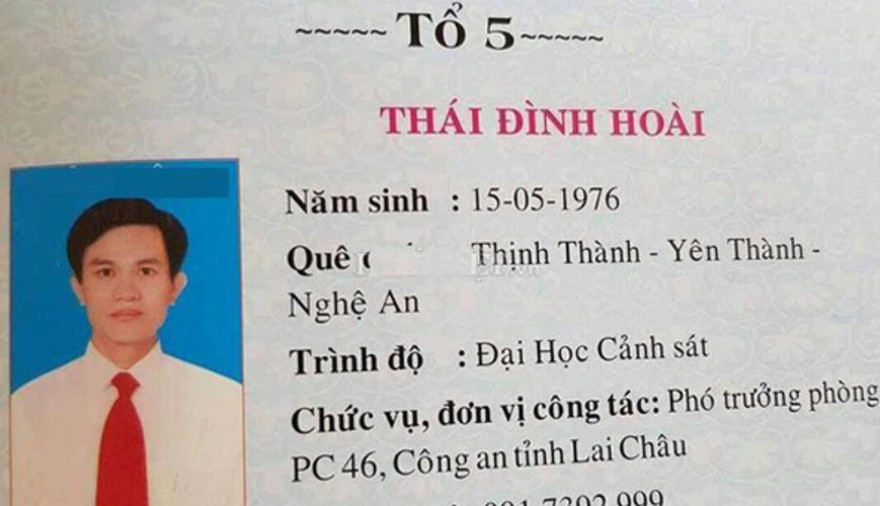 ~~~~~ Tổ 5 ~~~~~
THÁI ĐÌNH HOÀI
Năm sinh : 15-05-1976
Quê Thịnh Thành - Yên Thành -
Nghệ An
Trình độ : Đại Học Cảnh sát
Chức vụ, đơn vị công tác: Phó trưởng phòng
PC 46, Công an tỉnh Lai Châu